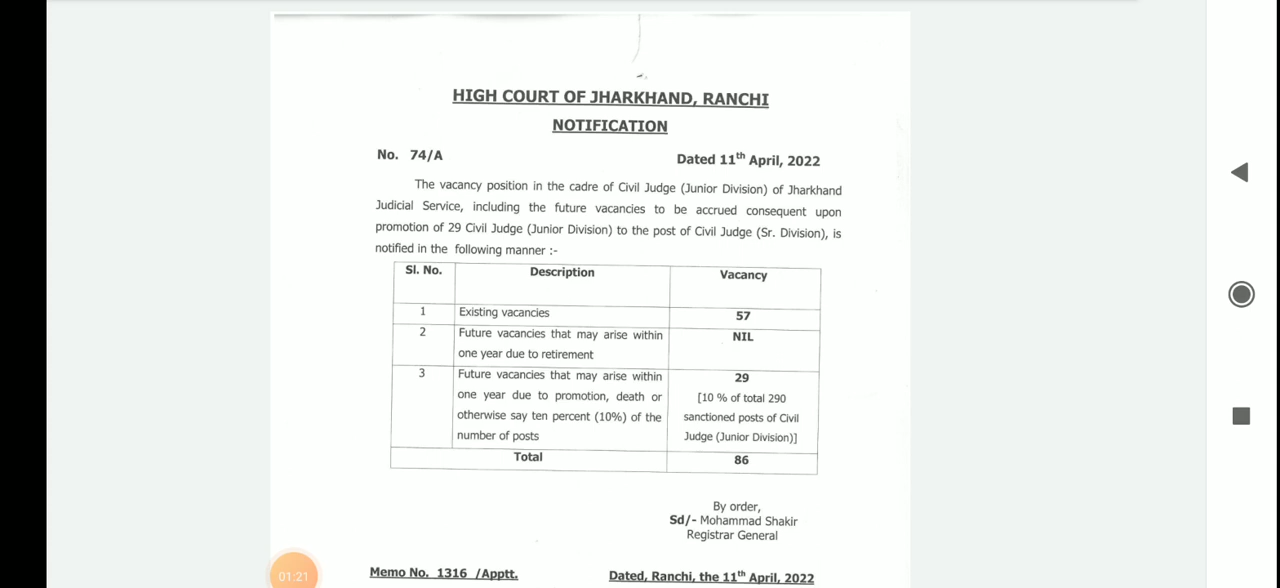 HIGH COURT OF JHARKHAND, RANCHI
NOTIFICATION
No. 74/A
Dated 11th April, 2022
The vacancy position in the cadre of Civil Judge (Junior Division) of Jharkhand
Judicial Service, including the future vacancies to be accrued consequent upon
promotion of 29 Civil Judge (Junior Division) to the post of Civil Judge (Sr. Division), is
notified in the following manner :-
Sl. No. Description Vacancy
1 Existing vacancies 57
2 Future vacancies that may arise within NIL
one year due to retirement
3 Future vacancies that may arise within 29
one year due to promotion, death or [10 % of total 290
otherwise say ten percent (10%) of the sanctioned posts of Civil
number of posts Judge (Junior Division)]
Total 86
By order,
Sd/- Mohammad Shakir
Registrar General
Memo No. 1316 /Apptt. Dated, Ranchi, the 11th April, 2022
01:21